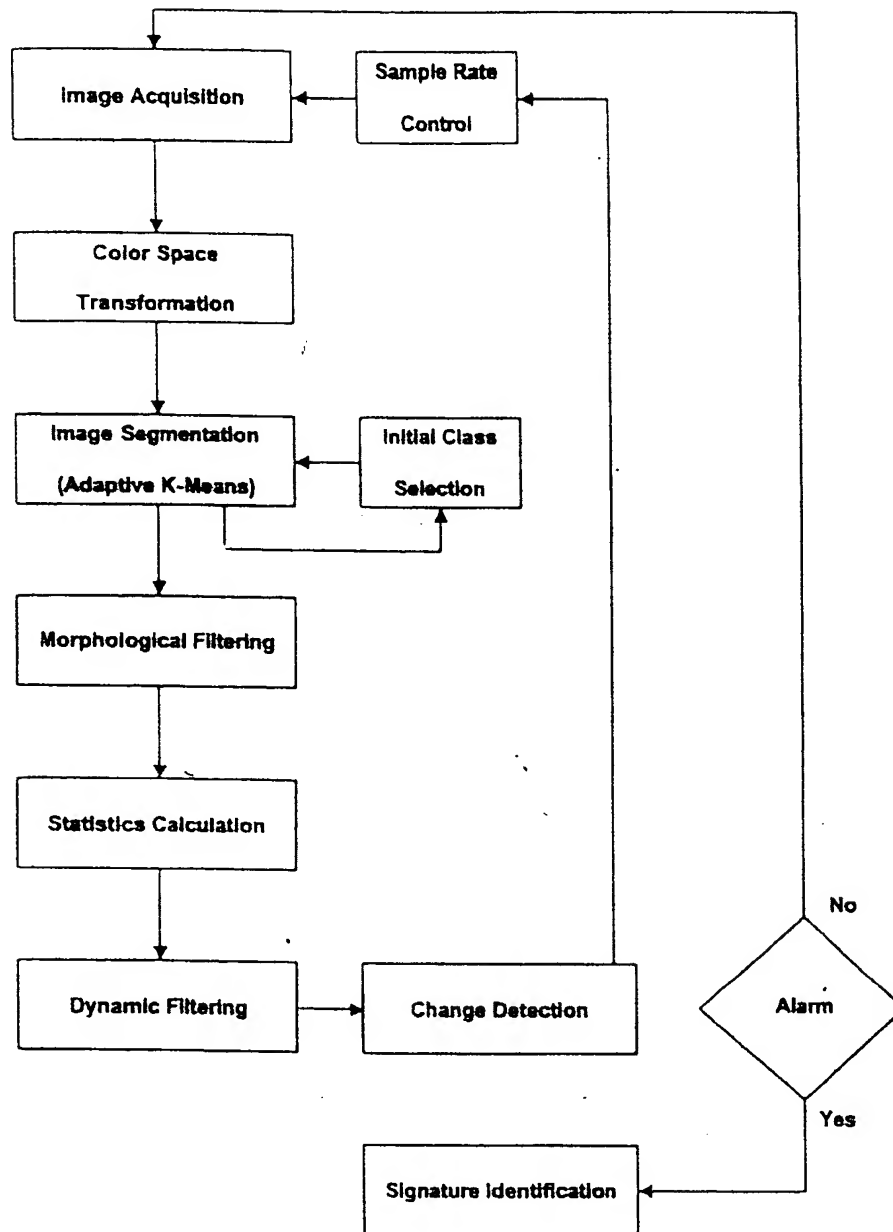 Image Acquisition
Sample Rate
Control
Color Space
Transformation
Image Segmentation
(Adaptive K-Means)
Initial Class
Selection
Morphological Filtering
Statistics Calculation
Dynamic Filtering
Change Detection
No
Alarm
Yes
Signature Identification